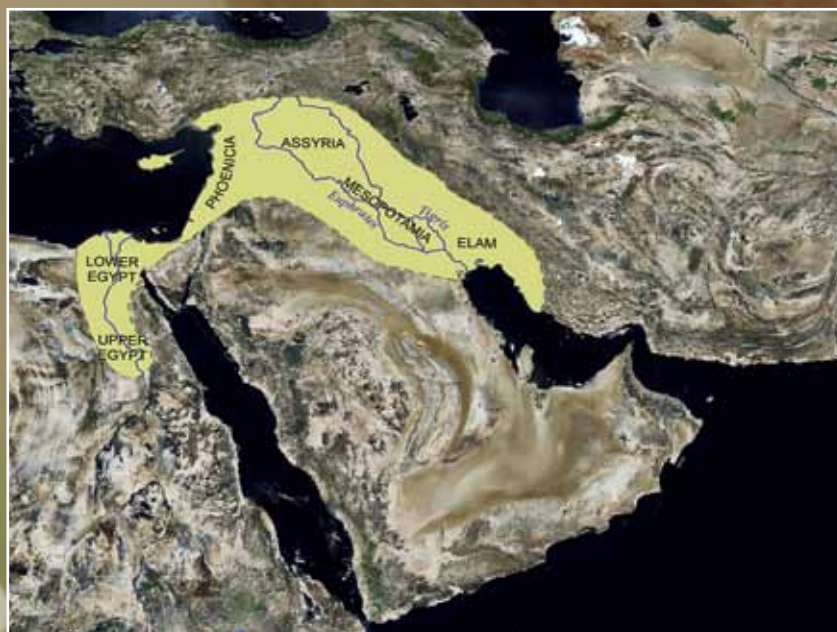 ASSYRIA
PHOENICIA
MESOPOTAMIA
Tigris
Euphrates
ELAM
LOWER
EGYPT
UPPER
EGYPT